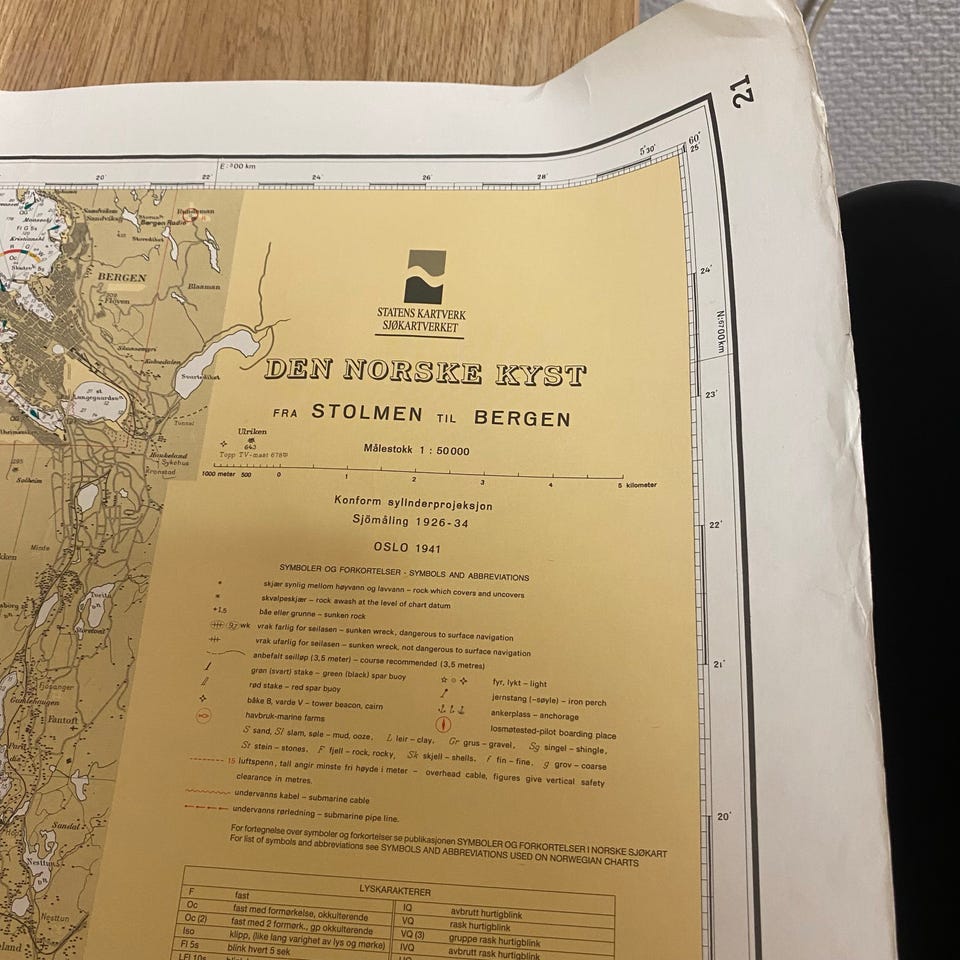 21
E: 300 km
5°30'
60°
25'
20'
22'
24'
26'
28'
24'
N:6700km
23'
22'
21'
20'
Sandviken
Bergen Radio
BERGEN
Fløyen
Blaaman
Svartediket
Tunnel
Haukeland
Sykehus
Kronstad
Solheim
Minde
Storetveit
Fjösanger
Gamlehaugen
Fantoft
Sandal
Nesttun
Nesttun
Ulriken
643
Topp TV-mast 678m
STATENS KARTVERK
SJØKARTVERKET
DEN NORSKE KYST
FRA STOLMEN TIL BERGEN
Målestokk 1 : 50000
1000 meter 500 0 1 2 3 4 5 kilometer
Konform sylinderprojeksjon
Sjömåling 1926-34
OSLO 1941
SYMBOLER OG FORKORTELSER - SYMBOLS AND ABBREVIATIONS
skjær synlig mellom høyvann og lavvann – rock which covers and uncovers
skvalpeskjær – rock awash at the level of chart datum
+1,5 båe eller grunne – sunken rock
wk vrak farlig for seilasen – sunken wreck, dangerous to surface navigation
vrak ufarlig for seilasen – sunken wreck, not dangerous to surface navigation
anbefalt seilløp (3,5 meter) – course recommended (3,5 metres)
grøn (svart) stake – green (black) spar buoy
fyr, lykt – light
rød stake – red spar buoy
jernstang (–søyle) – iron perch
båke B, varde V – tower beacon, cairn
ankerplass – anchorage
havbruk-marine farms
losmøtested-pilot boarding place
S sand, Sl slam, søle – mud, ooze, L leir – clay, Gr grus – gravel, Sg singel – shingle,
St stein – stones, F fjell – rock, rocky, Sk skjell – shells, f fin – fine, g grov – coarse
15 luftspenn, tall angir minste fri høyde i meter – overhead cable, figures give vertical safety
clearance in metres.
undervanns kabel – submarine cable
undervanns rørledning – submarine pipe line.
For fortegnelse over symboler og forkortelser se publikasjonen SYMBOLER OG FORKORTELSER I NORSKE SJØKART
For list of symbols and abbreviations see SYMBOLS AND ABBREVIATIONS USED ON NORWEGIAN CHARTS
LYSKARAKTERER
F fast IQ avbrutt hurtigblink
Oc fast med formørkelse, okkulterende VQ rask hurtigblink
Oc (2) fast med 2 formørk., gp okkulterende VQ (3) gruppe rask hurtigblink
Iso klipp, (like lang varighet av lys og mørke) IVQ avbrutt rask hurtigblink
Fl 5s blink hvert 5 sek
LFl 10s